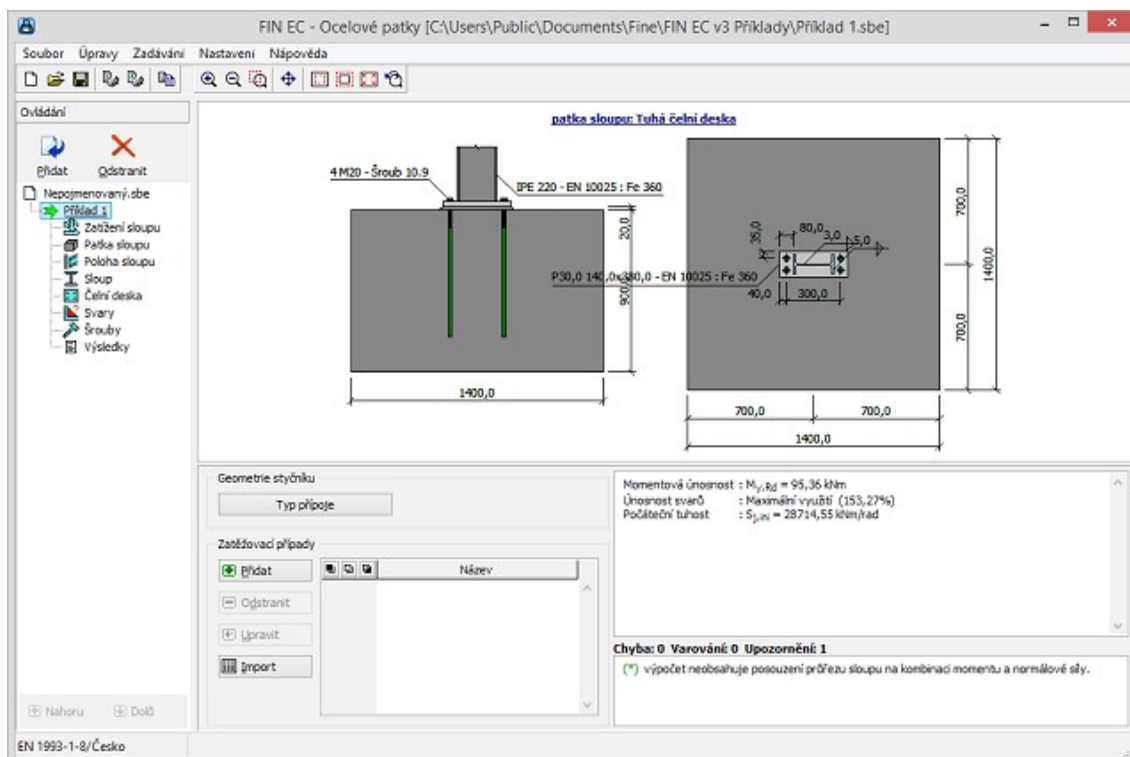 FIN EC - Ocelové patky [C:\Users\Public\Documents\Fine\FIN EC v3 Příklady\Příklad 1.sbe]
Soubor Úpravy Zadávání Nastavení Nápověda
Ovládání
Přidat Odstranit
Nepojmenovaný.sbe
Příklad 1
Zatížení sloupu
Patka sloupu
Poloha sloupu
Sloup
Čelní deska
Svary
Šrouby
Výsledky
Nahoru Dolů
patka sloupu: Tuhá čelní deska
4 M20 - Šroub 10.9
IPE 220 - EN 10025 : Fe 360
20,0
900,0
1400,0
35,0
80,0
3,0
5,0
P30,0 140,0x380,0 - EN 10025 : Fe 360
40,0
300,0
700,0
700,0
1400,0
700,0
700,0
1400,0
Geometrie styčníku
Typ přípoje
Zatěžovací případy
Přidat
Odstranit
Upravit
Import
Název
Momentová únosnost : My,Rd = 95,36 kNm
Únosnost svarů : Maximální využití (153,27%)
Počáteční tuhost : Sj,ini = 28714,55 kNm/rad
Chyba: 0 Varování: 0 Upozornění: 1
(*) výpočet neobsahuje posouzení průřezu sloupu na kombinaci momentu a normálové síly.
EN 1993-1-8/Česko